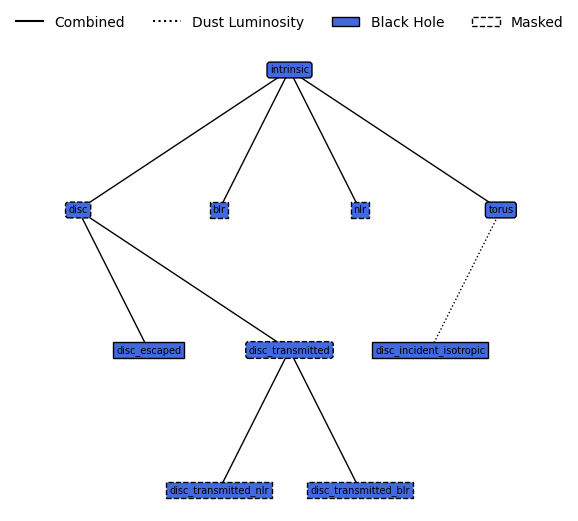 Combined Dust Luminosity Black Hole Masked
intrinsic
disc blr nlr torus
disc_escaped disc_transmitted disc_incident_isotropic
disc_transmitted_nlr disc_transmitted_blr